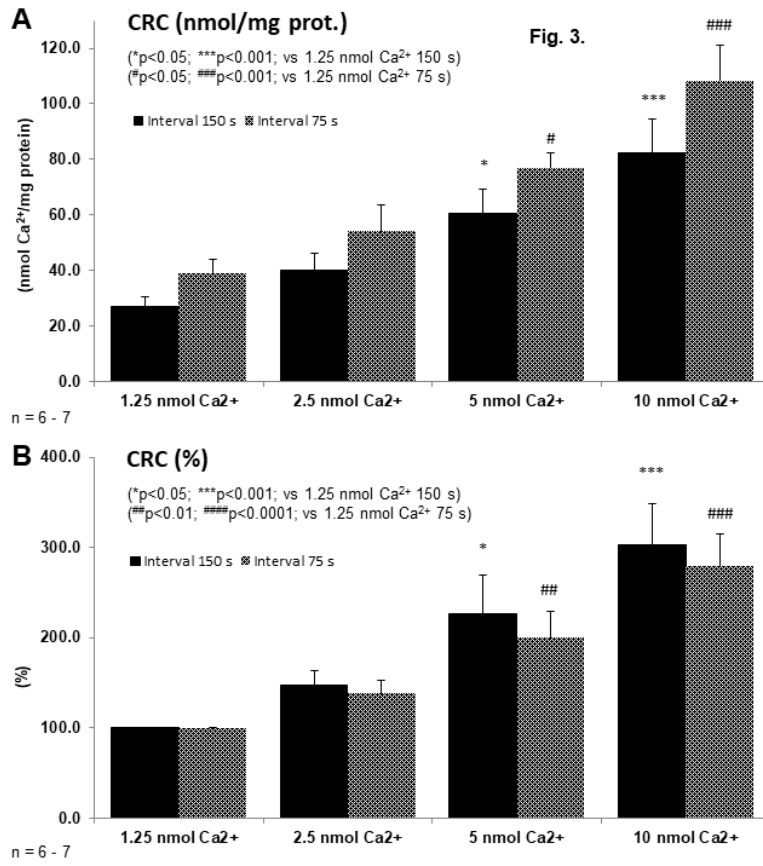 A
CRC (nmol/mg prot.)
Fig. 3.
(*p<0.05; ***p<0.001; vs 1.25 nmol Ca²⁺ 150 s)
(#p<0.05; ###p<0.001; vs 1.25 nmol Ca²⁺ 75 s)
Interval 150 s Interval 75 s
(nmol Ca²⁺/mg protein)
120.0
100.0
80.0
60.0
40.0
20.0
0.0
*
#
***
###
1.25 nmol Ca2+ 2.5 nmol Ca2+ 5 nmol Ca2+ 10 nmol Ca2+
n = 6 - 7
B
CRC (%)
(*p<0.05; ***p<0.001; vs 1.25 nmol Ca²⁺ 150 s)
(##p<0.01; ####p<0.0001; vs 1.25 nmol Ca²⁺ 75 s)
Interval 150 s Interval 75 s
(%)
400.0
300.0
200.0
100.0
0.0
*
##
***
###
1.25 nmol Ca2+ 2.5 nmol Ca2+ 5 nmol Ca2+ 10 nmol Ca2+
n = 6 - 7